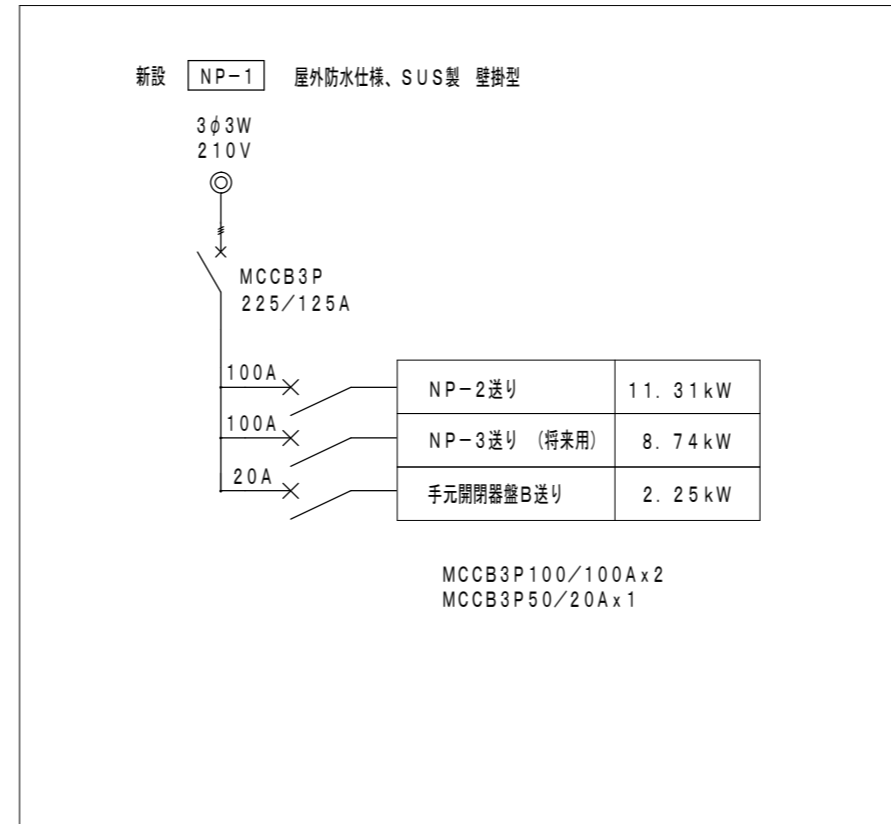 新設 NP-1 屋外防水仕様、SUS製 壁掛型
3φ3W
210V
MCCB3P
225/125A
100A NP-2送り 11.31kW
100A NP-3送り (将来用) 8.74kW
20A 手元開閉器盤B送り 2.25kW
MCCB3P100/100Ax2
MCCB3P50/20Ax1